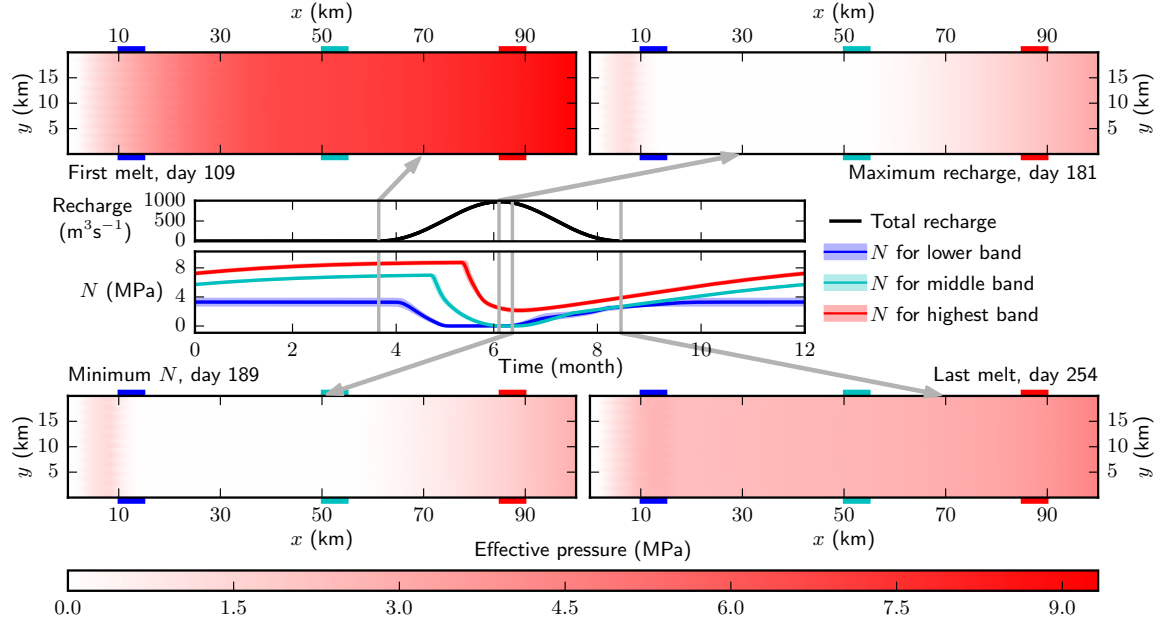 x (km)
x (km)
10 30 50 70 90
10 30 50 70 90
y (km)
15
10
5
15
10
5
y (km)
First melt, day 109
Maximum recharge, day 181
Recharge
(m³s⁻¹)
1000
500
0
Total recharge
N for lower band
N for middle band
N for highest band
N (MPa)
8
4
0
0 2 4 6 8 10 12
Time (month)
Minimum N, day 189
Last melt, day 254
y (km)
15
10
5
15
10
5
y (km)
10 30 50 70 90
10 30 50 70 90
x (km)
x (km)
Effective pressure (MPa)
0.0 1.5 3.0 4.5 6.0 7.5 9.0